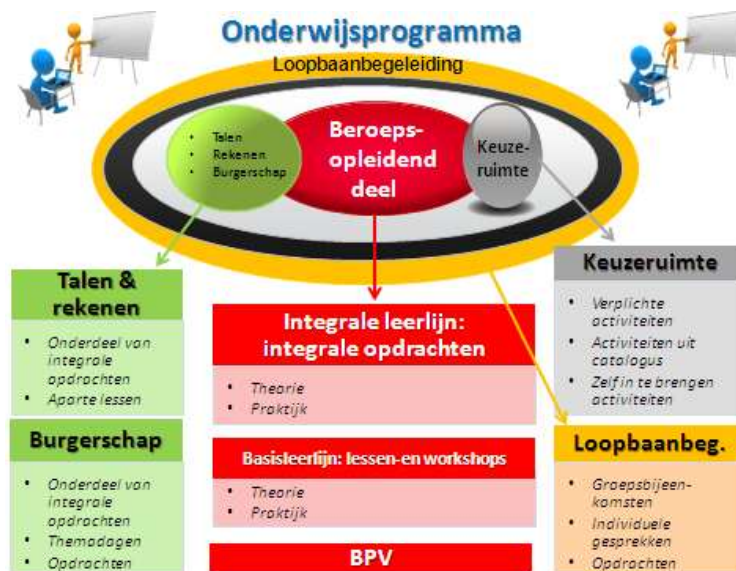 Onderwijsprogramma
Loopbaanbegeleiding
• Talen
• Rekenen
• Burgerschap
Beroeps-
opleidend
deel
Keuze-
ruimte
Talen &
rekenen
• Onderdeel van
integrale
opdrachten
• Aparte lessen
Burgerschap
• Onderdeel van
integrale
opdrachten
• Themadagen
• Opdrachten
Integrale leerlijn:
integrale opdrachten
• Theorie
• Praktijk
Basisleerlijn: lessen-en workshops
• Theorie
• Praktijk
BPV
Keuzeruimte
• Verplichte
activiteiten
• Activiteiten uit
catalogus
• Zelf in te brengen
activiteiten
Loopbaanbeg.
• Groepsbijeen-
komsten
• Individuele
gesprekken
• Opdrachten